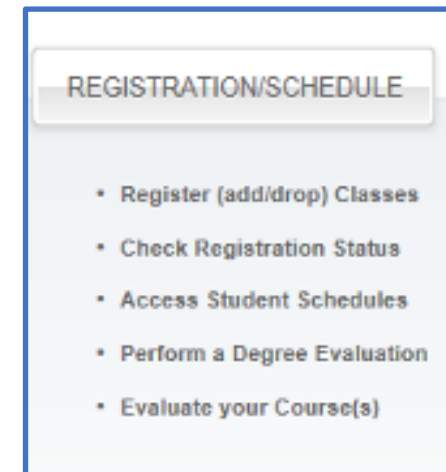 REGISTRATION/SCHEDULE
• Register (add/drop) Classes
• Check Registration Status
• Access Student Schedules
• Perform a Degree Evaluation
• Evaluate your Course(s)